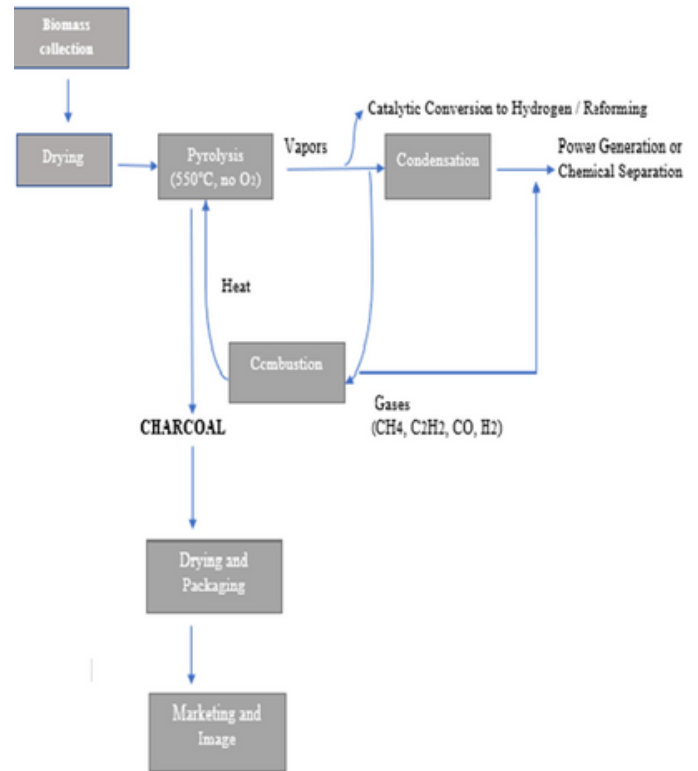 Biomass
collection
Catalytic Conversion to Hydrogen / Reforming
Drying
Pyrolysis
(550°C, no O2)
Vapors
Condensation
Power Generation or
Chemical Separation
Heat
Combustion
Gases
(CH4, C2H2, CO, H2)
CHARCOAL
Drying and
Packaging
Marketing and
Image